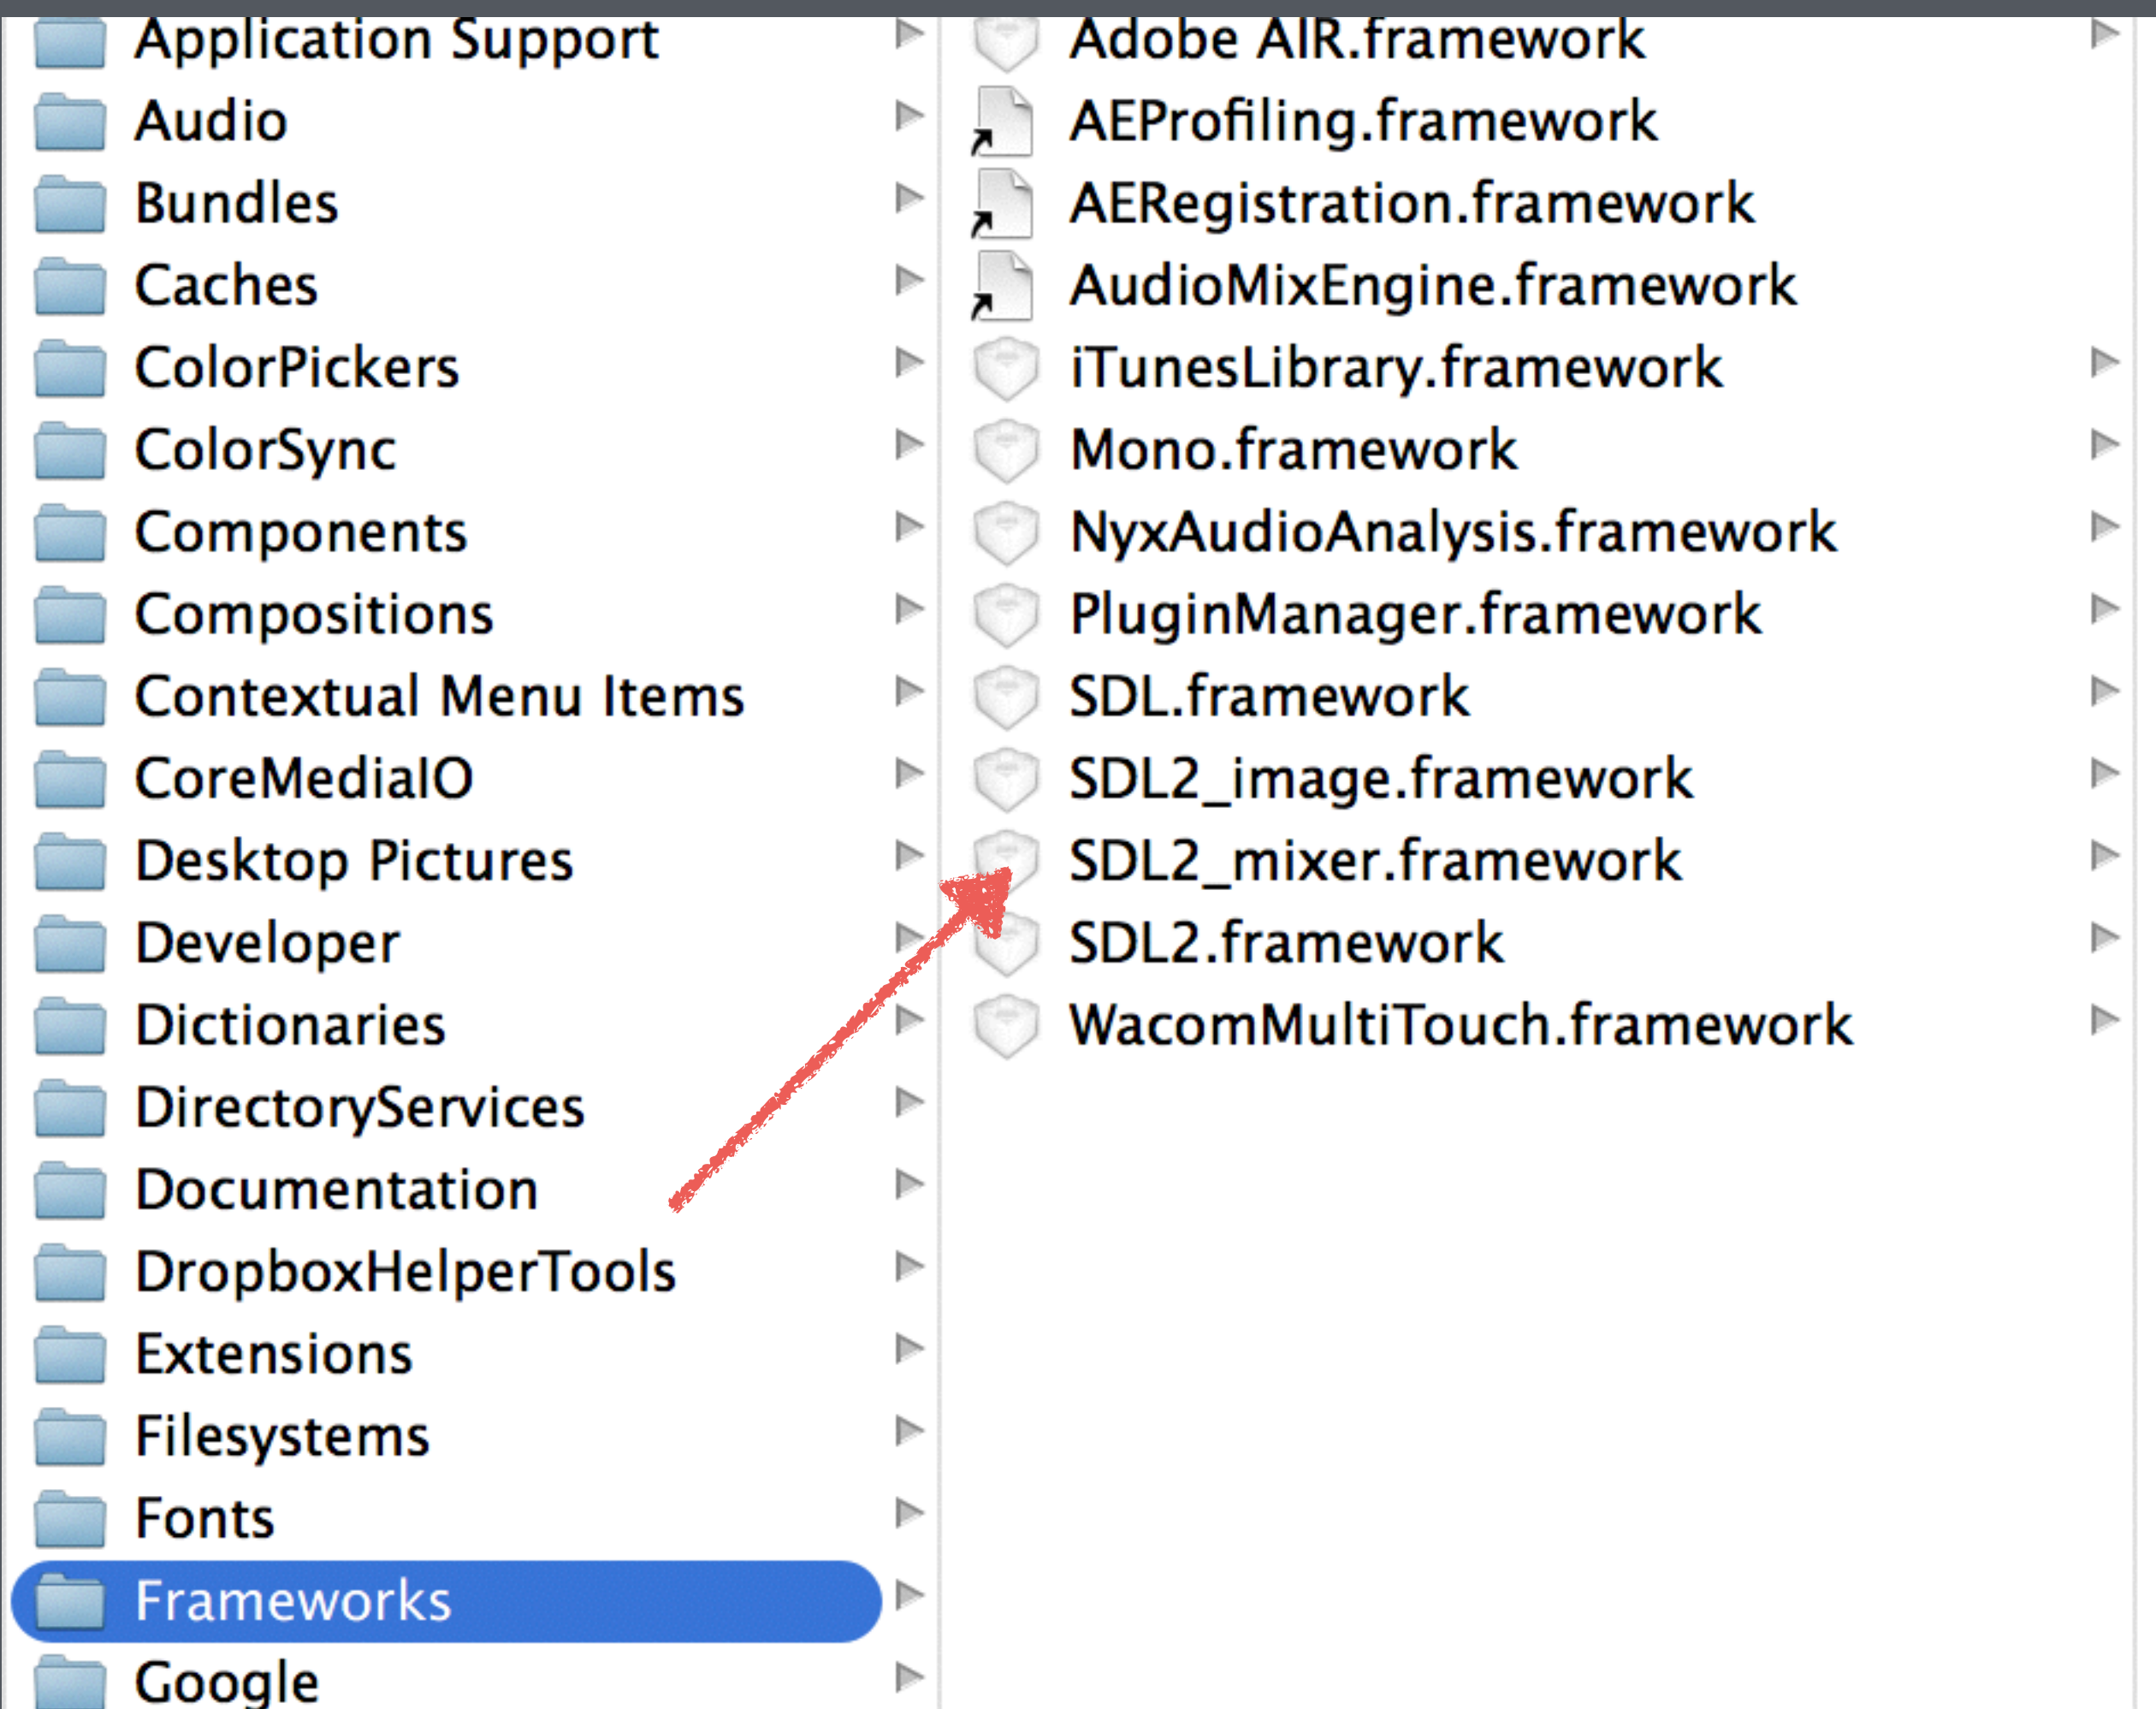 Application Support
Audio
Bundles
Caches
ColorPickers
ColorSync
Components
Compositions
Contextual Menu Items
CoreMediaIO
Desktop Pictures
Developer
Dictionaries
DirectoryServices
Documentation
DropboxHelperTools
Extensions
Filesystems
Fonts
Frameworks
Google
Adobe AIR.framework
AEProfiling.framework
AERegistration.framework
AudioMixEngine.framework
iTunesLibrary.framework
Mono.framework
NyxAudioAnalysis.framework
PluginManager.framework
SDL.framework
SDL2_image.framework
SDL2_mixer.framework
SDL2.framework
WacomMultiTouch.framework